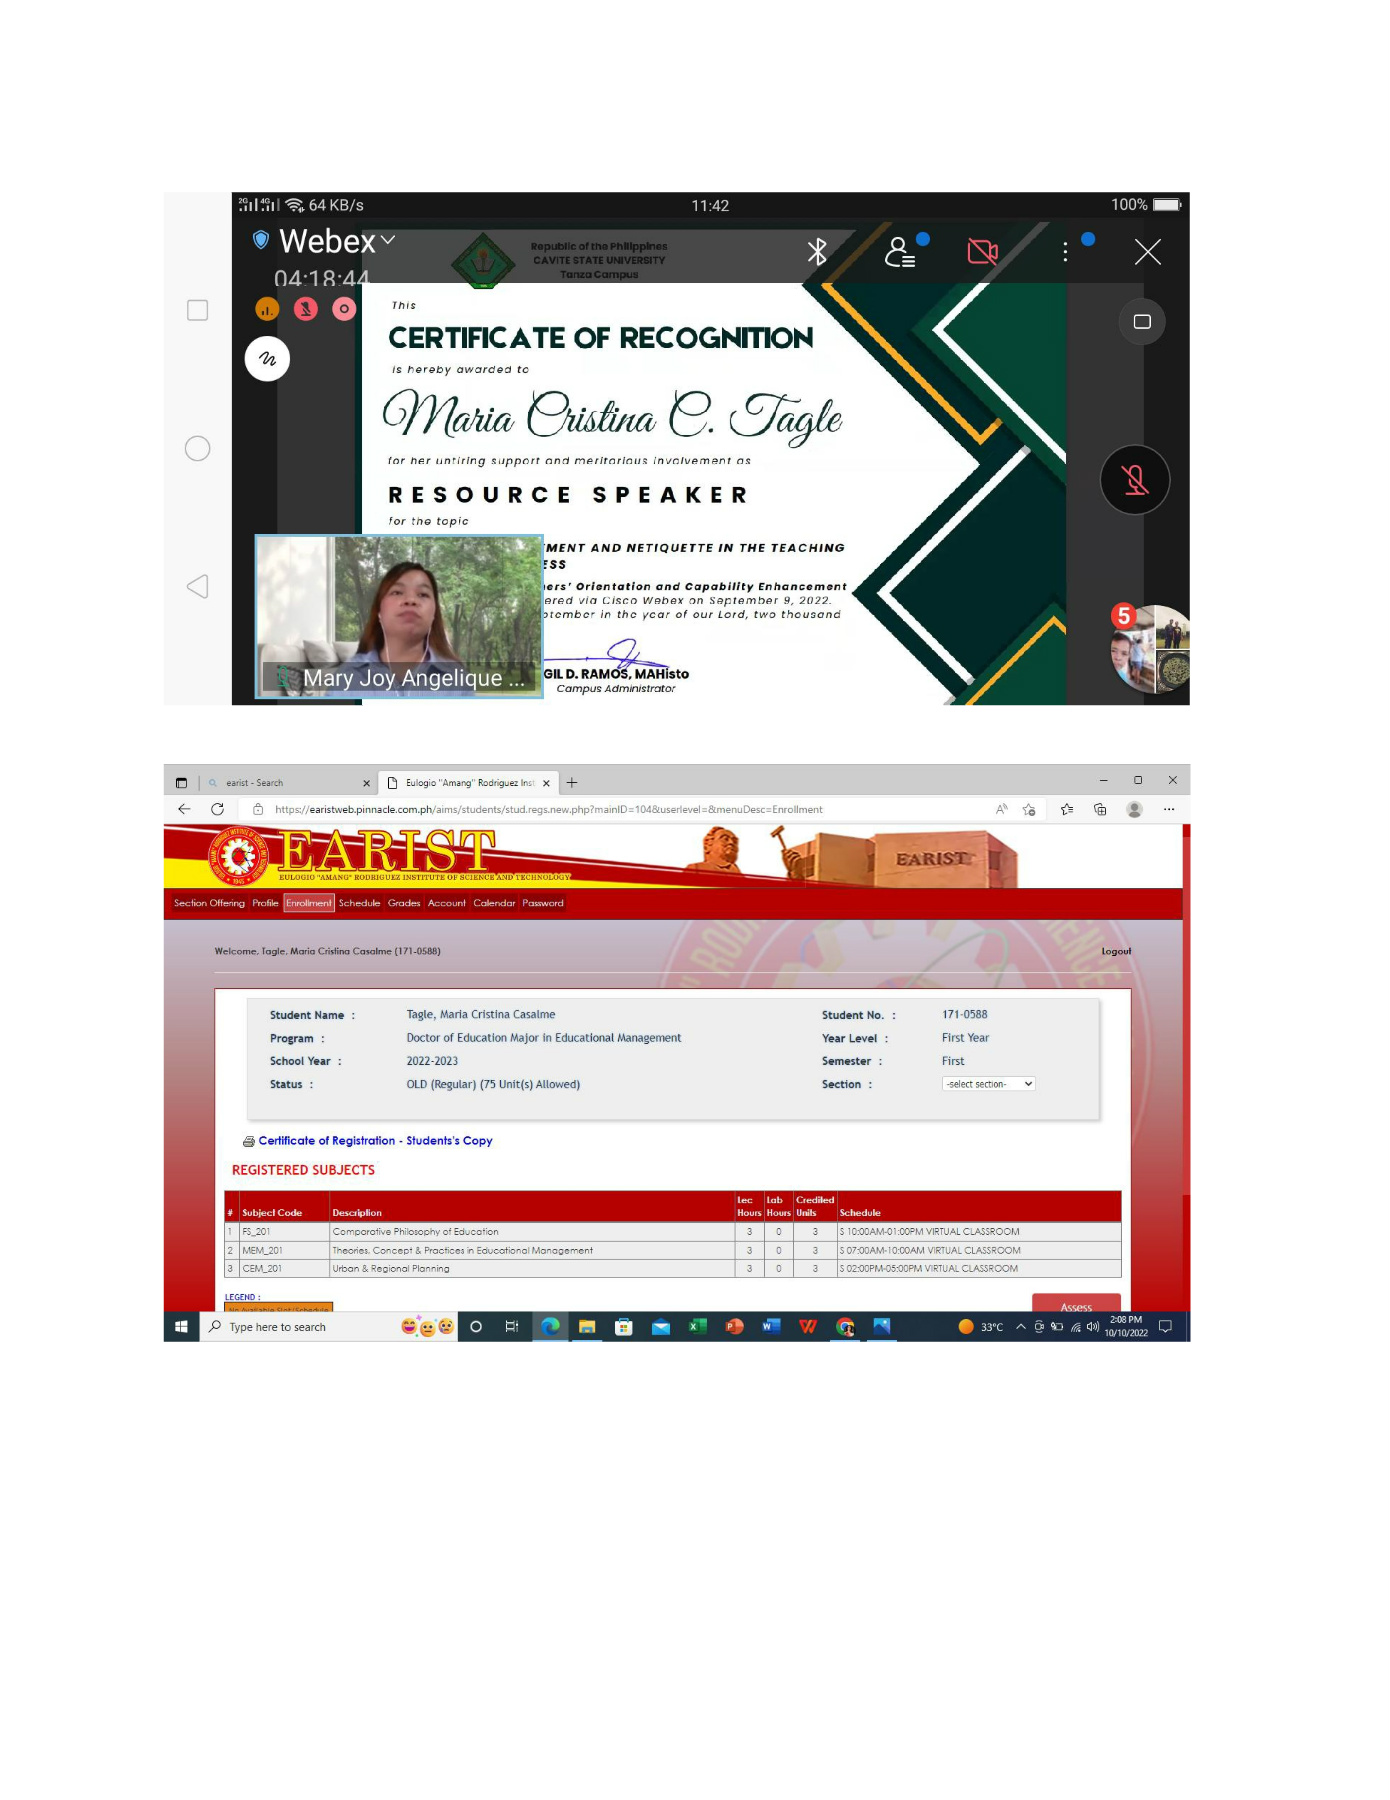 2G 4G 64 KB/s 11:42 100%
Webex
04:18:44
Republic of the Philippines
CAVITE STATE UNIVERSITY
Tanza Campus
This
CERTIFICATE OF RECOGNITION
is hereby awarded to
Maria Cristina C. Tagle
for her untiring support and meritorious involvement as
RESOURCE SPEAKER
for the topic
MENT AND NETIQUETTE IN THE TEACHING
ESS
ers' Orientation and Capability Enhancement
ered via Cisco Webex on September 9, 2022.
ptember in the year of our Lord, two thousand
5
GIL D. RAMOS, MAHisto
Campus Administrator
Mary Joy Angelique ...
earist - Search Eulogio "Amang" Rodriguez Inst
https://earistweb.pinnacle.com.ph/aims/students/stud.regs.new.php?mainID=104&userlevel=&menuDesc=Enrollment
EARIST
EULOGIO "AMANG" RODRIGUEZ INSTITUTE OF SCIENCE AND TECHNOLOGY
EARIST
Section Offering Profile Enrollment Schedule Grades Account Calendar Password
Welcome, Tagle, Maria Cristina Casalme (171-0588) Logout
Student Name : Tagle, Maria Cristina Casalme Student No. : 171-0588
Program : Doctor of Education Major in Educational Management Year Level : First Year
School Year : 2022-2023 Semester : First
Status : OLD (Regular) (75 Unit(s) Allowed) Section : -select section-
Certificate of Registration - Students's Copy
REGISTERED SUBJECTS
# Subject Code Description Lec Hours Lab Hours Credited Units Schedule
1 FS_201 Comparative Philosophy of Education 3 0 3 S 10:00AM-01:00PM VIRTUAL CLASSROOM
2 MEM_201 Theories, Concept & Practices in Educational Management 3 0 3 S 07:00AM-10:00AM VIRTUAL CLASSROOM
3 CEM_201 Urban & Regional Planning 3 0 3 S 02:00PM-05:00PM VIRTUAL CLASSROOM
LEGEND :
No Available Slot/Schedule
Assess
Type here to search 33°C 2:08 PM
10/10/2022